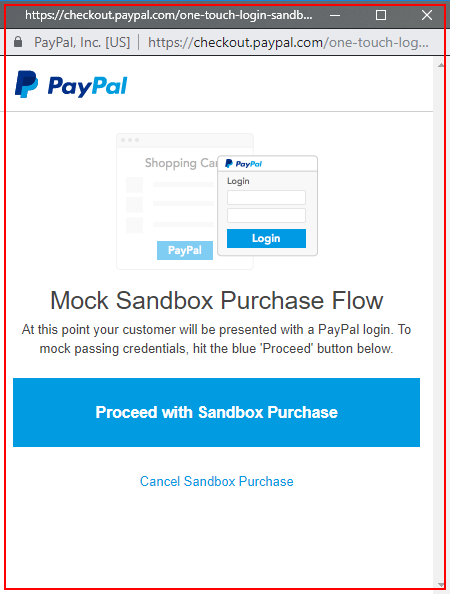 https://checkout.paypal.com/one-touch-login-sandb...
PayPal, Inc. [US] | https://checkout.paypal.com/one-touch-log...
PayPal
Shopping Car
PayPal
Login
Login
PayPal
Mock Sandbox Purchase Flow
At this point your customer will be presented with a PayPal login. To
mock passing credentials, hit the blue 'Proceed' button below.
Proceed with Sandbox Purchase
Cancel Sandbox Purchase